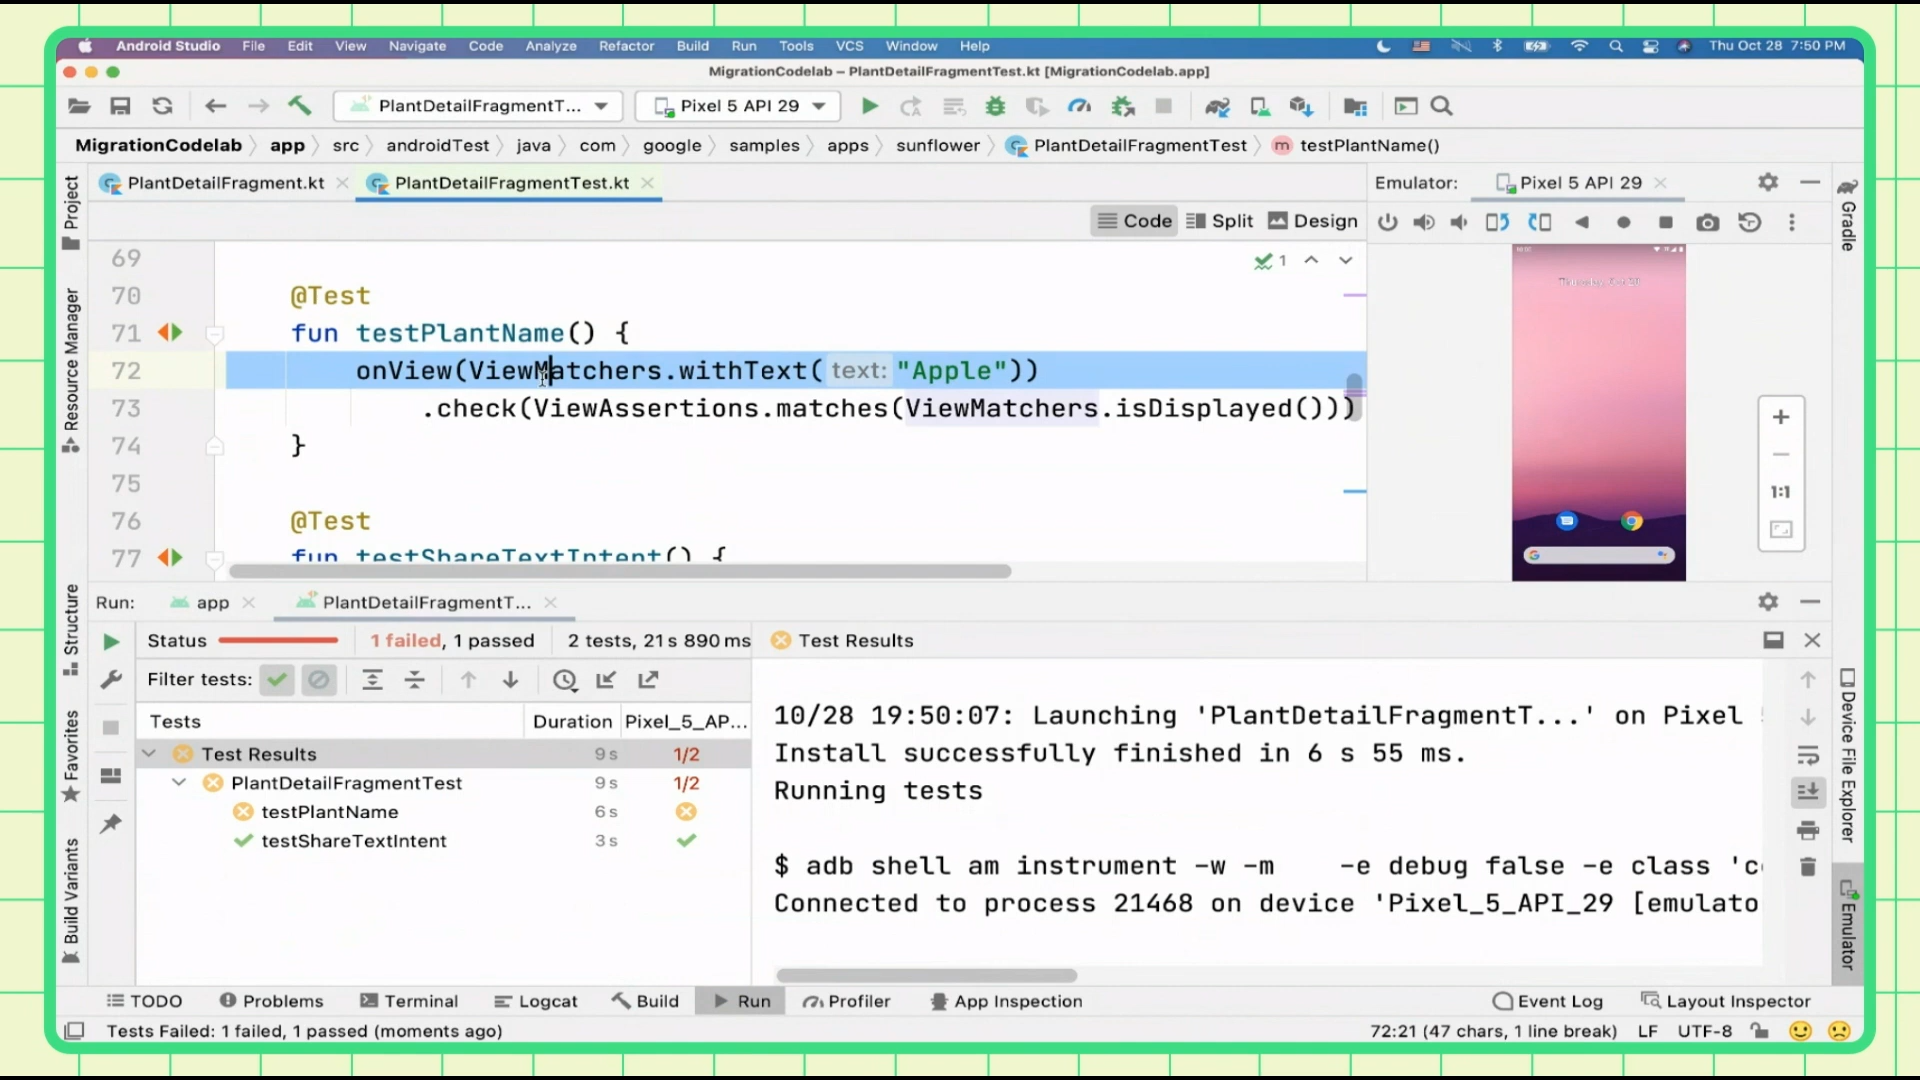 Android Studio File Edit View Navigate Code Analyze Refactor Build Run Tools VCS Window Help Thu Oct 28 7:50 PM
MigrationCodelab – PlantDetailFragmentTest.kt [MigrationCodelab.app]
PlantDetailFragmentT... Pixel 5 API 29
MigrationCodelab app src androidTest java com google samples apps sunflower PlantDetailFragmentTest m testPlantName()
PlantDetailFragment.kt PlantDetailFragmentTest.kt Emulator: Pixel 5 API 29
Code Split Design
Project
Resource Manager
Structure
Favorites
Build Variants
69
1
70 @Test
71 fun testPlantName() {
72 onView(ViewMatchers.withText( text: "Apple"))
73 .check(ViewAssertions.matches(ViewMatchers.isDisplayed()))
74 }
75
76 @Test
77 fun testShareTextIntent() {
Thursday, Oct 28
1:1
Gradle
Device File Explorer
Emulator
Run: app PlantDetailFragmentT...
Status 1 failed, 1 passed 2 tests, 21 s 890 ms Test Results
Filter tests:
Tests Duration Pixel_5_AP...
Test Results 9 s 1/2
PlantDetailFragmentTest 9 s 1/2
testPlantName 6 s
testShareTextIntent 3 s
10/28 19:50:07: Launching 'PlantDetailFragmentT...' on Pixel
Install successfully finished in 6 s 55 ms.
Running tests
$ adb shell am instrument -w -m -e debug false -e class 'c
Connected to process 21468 on device 'Pixel_5_API_29 [emulato
TODO Problems Terminal Logcat Build Run Profiler App Inspection Event Log Layout Inspector
Tests Failed: 1 failed, 1 passed (moments ago) 72:21 (47 chars, 1 line break) LF UTF-8